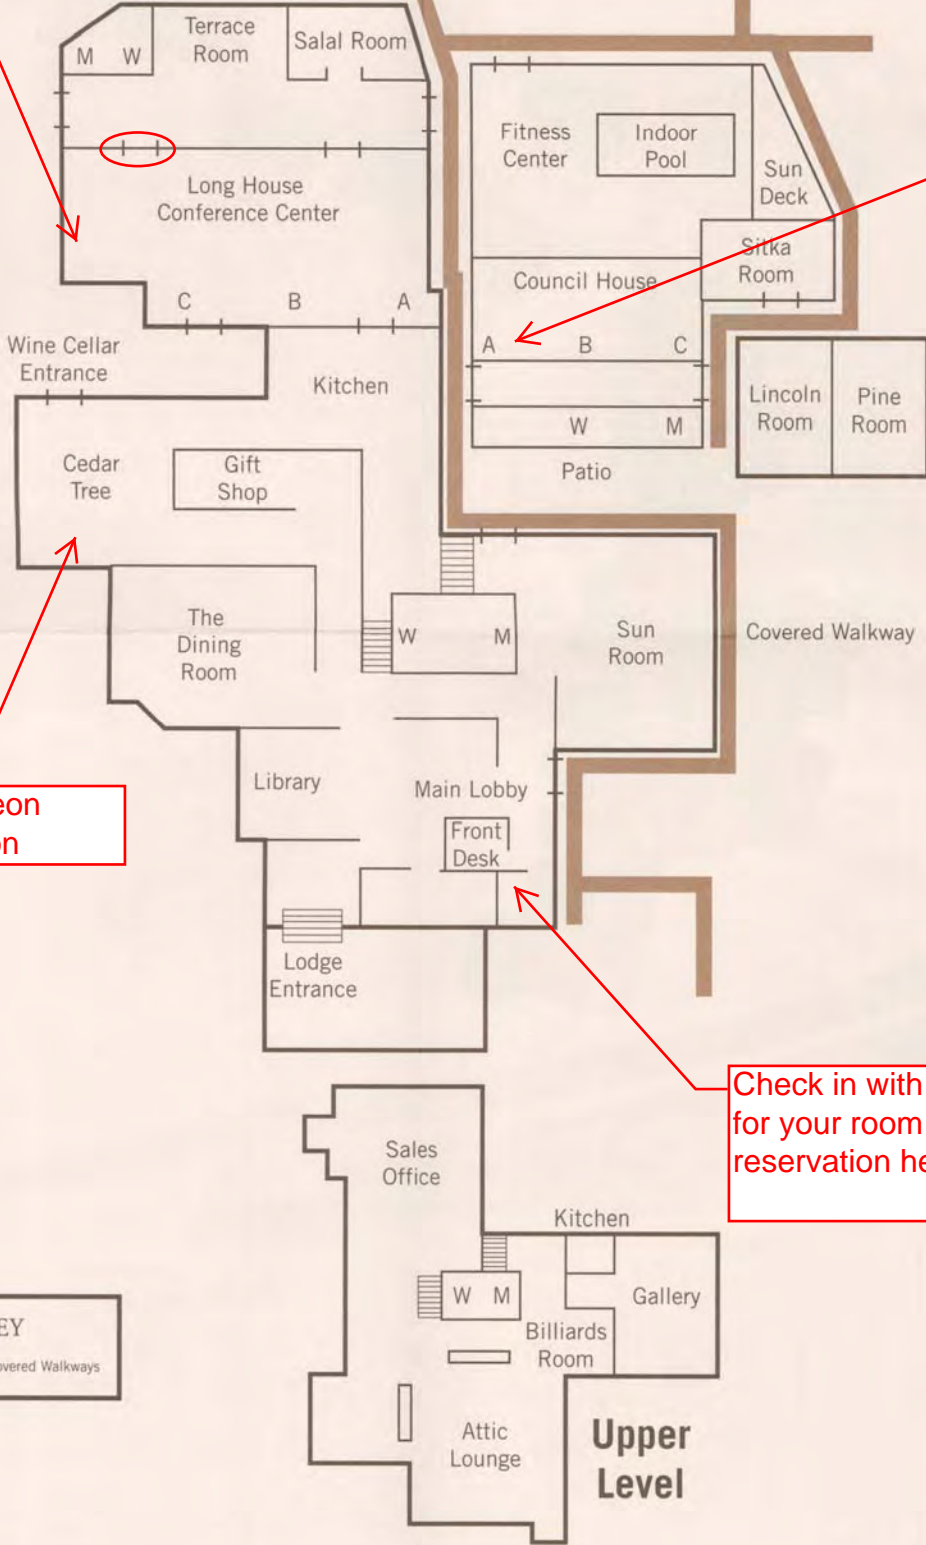 Terrace
Room
Salal Room
M W
Fitness
Center
Indoor
Pool
Sun
Deck
Long House
Conference Center
Sitka
Room
Council House
C B A
A B C
Wine Cellar
Entrance
Kitchen
Lincoln
Room
Pine
Room
W M
Patio
Cedar
Tree
Gift
Shop
The
Dining
Room
W M
Sun
Room
Covered Walkway
Library
Main Lobby
Front
Desk
Lodge
Entrance
Check in with
for your room
reservation
Sales
Office
Kitchen
W M
Gallery
Billiards
Room
Walkways
Attic
Lounge
Upper
Level